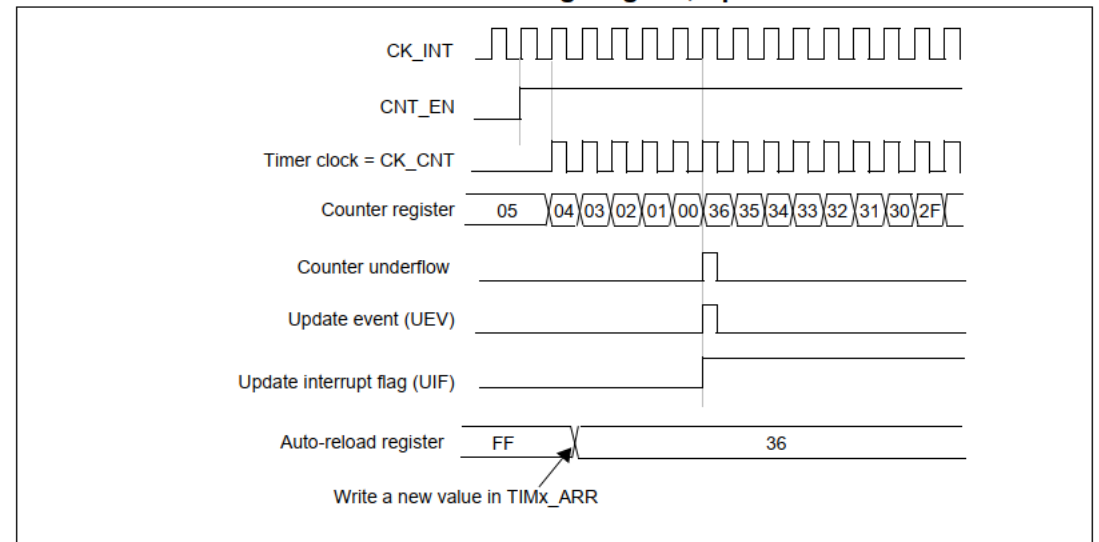 CK_INT
CNT_EN
Timer clock = CK_CNT
Counter register 05 04 03 02 01 00 36 35 34 33 32 31 30 2F
Counter underflow
Update event (UEV)
Update interrupt flag (UIF)
Auto-reload register FF 36
Write a new value in TIMx_ARR